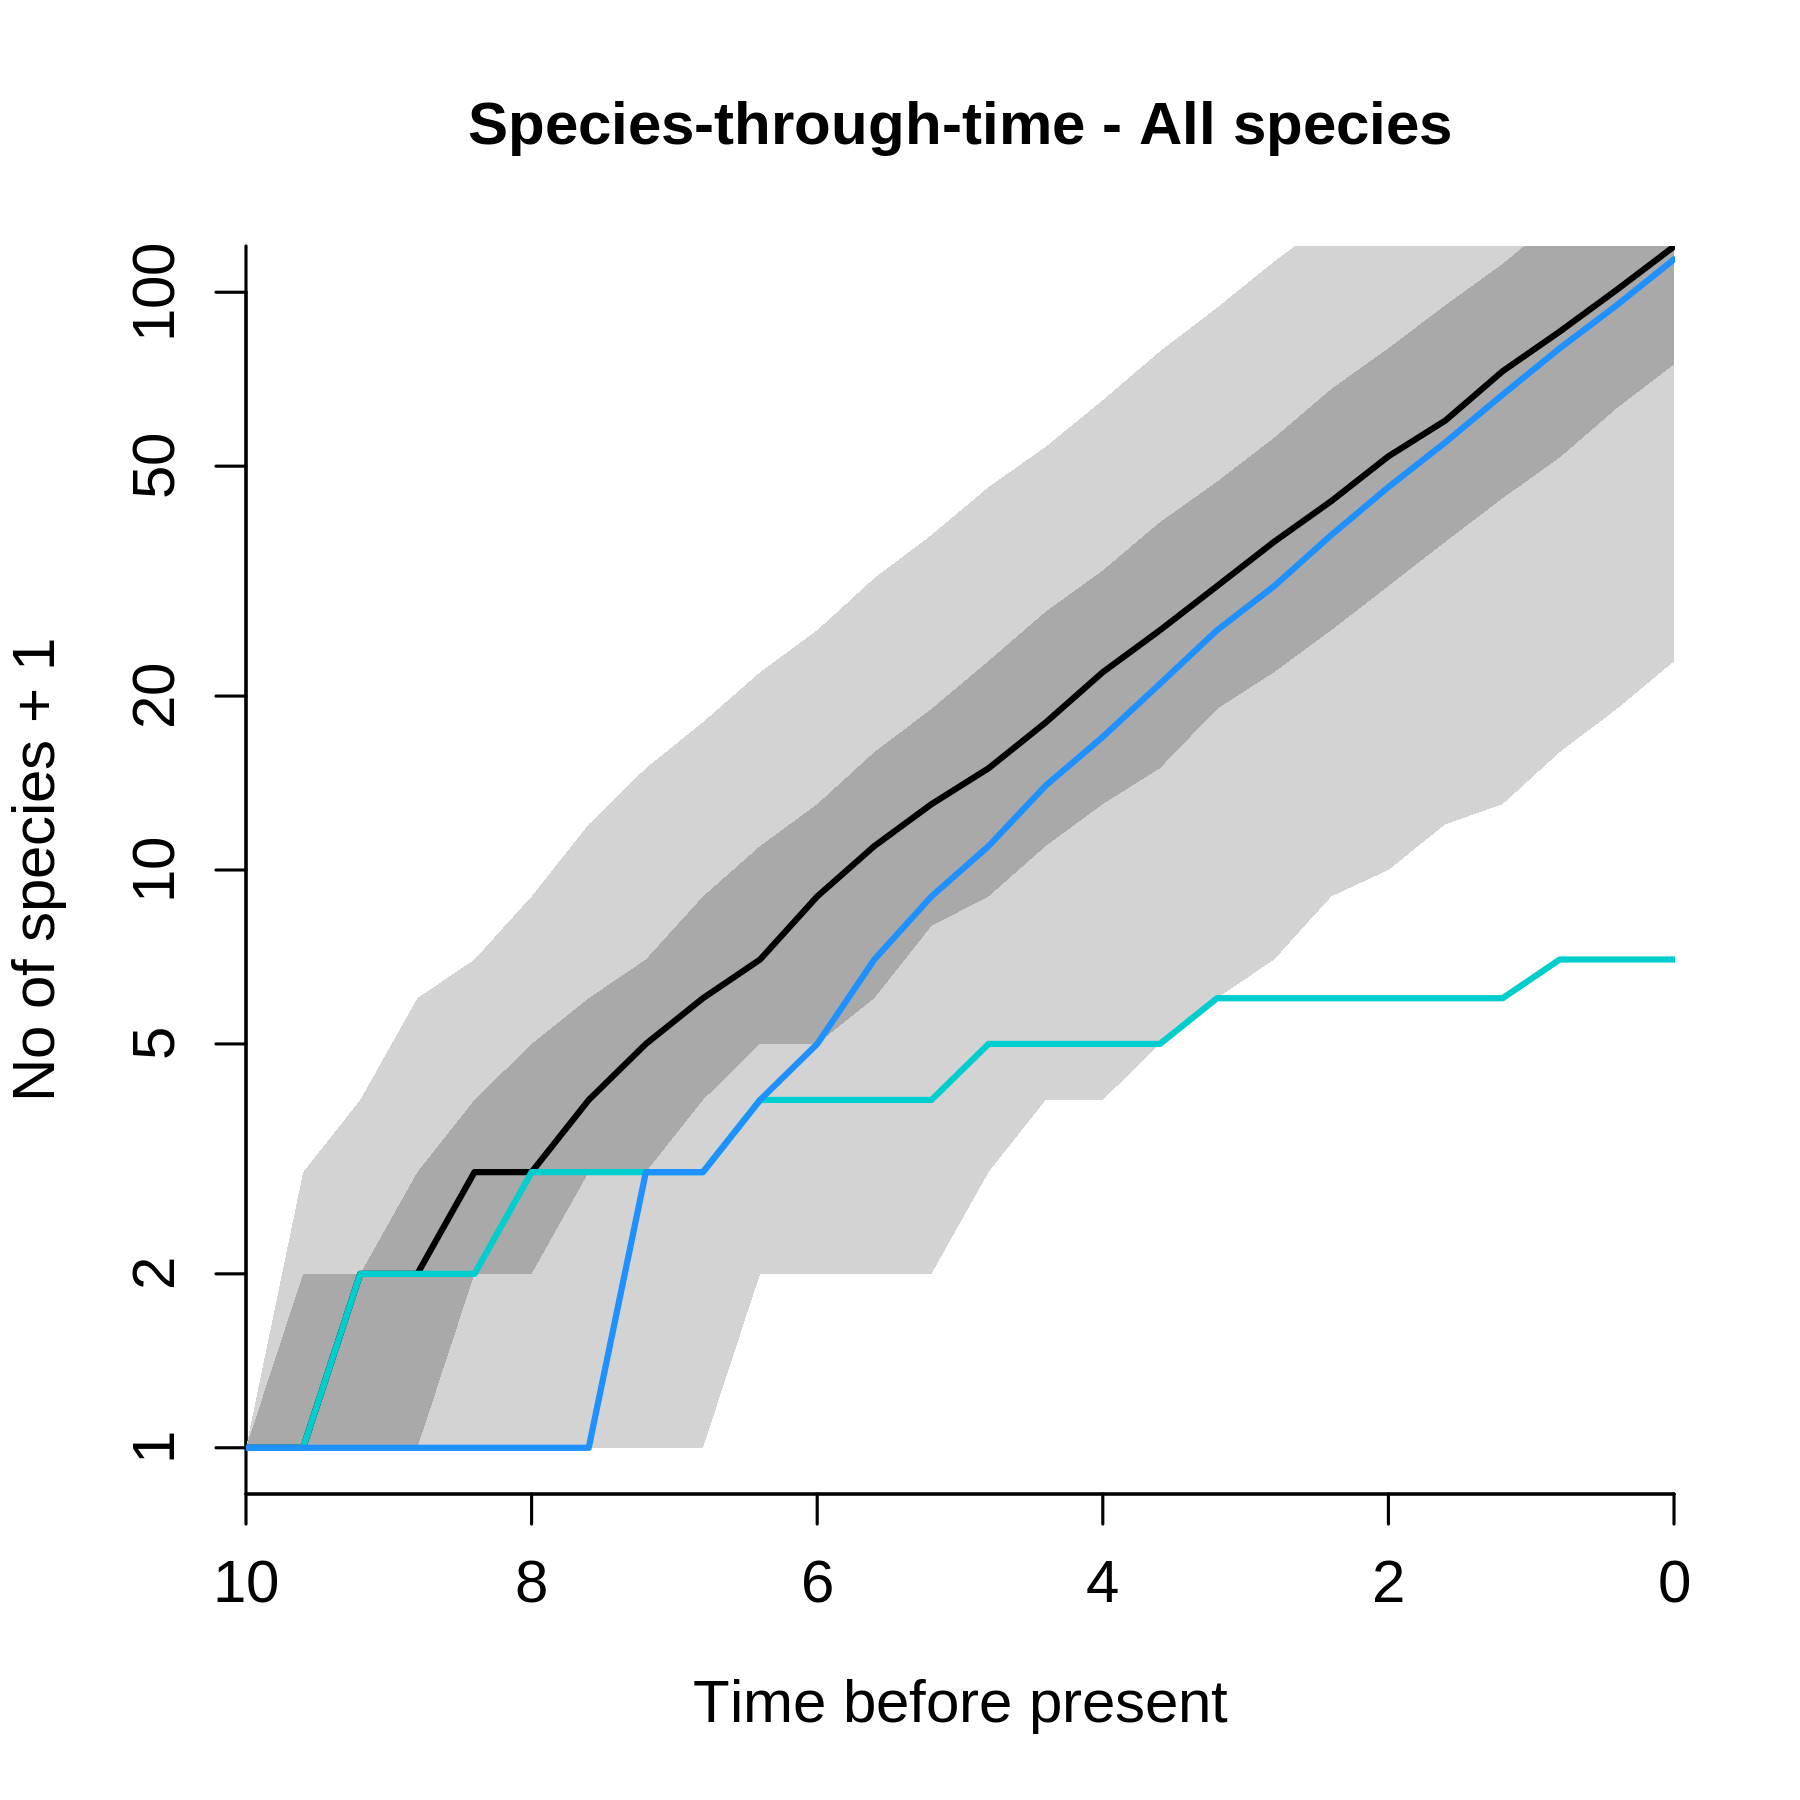 Species-through-time - All species
No of species + 1
100
50
20
10
5
2
1
10 8 6 4 2 0
Time before present